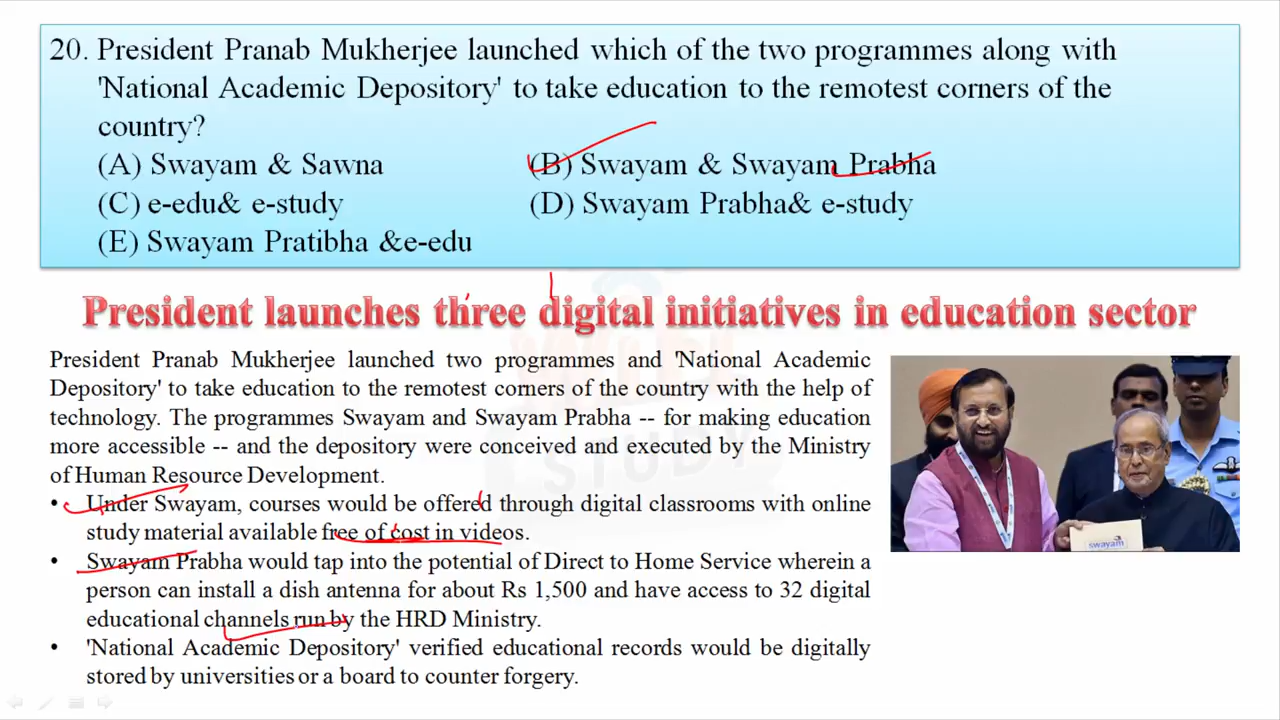 20. President Pranab Mukherjee launched which of the two programmes along with
'National Academic Depository' to take education to the remotest corners of the
country?
(A) Swayam & Sawna (B) Swayam & Swayam Prabha
(C) e-edu& e-study (D) Swayam Prabha& e-study
(E) Swayam Pratibha &e-edu
President launches three digital initiatives in education sector
President Pranab Mukherjee launched two programmes and 'National Academic
Depository' to take education to the remotest corners of the country with the help of
technology. The programmes Swayam and Swayam Prabha -- for making education
more accessible -- and the depository were conceived and executed by the Ministry
of Human Resource Development.
• Under Swayam, courses would be offered through digital classrooms with online
study material available free of cost in videos.
• Swayam Prabha would tap into the potential of Direct to Home Service wherein a
person can install a dish antenna for about Rs 1,500 and have access to 32 digital
educational channels run by the HRD Ministry.
• 'National Academic Depository' verified educational records would be digitally
stored by universities or a board to counter forgery.
swayam
STUDY